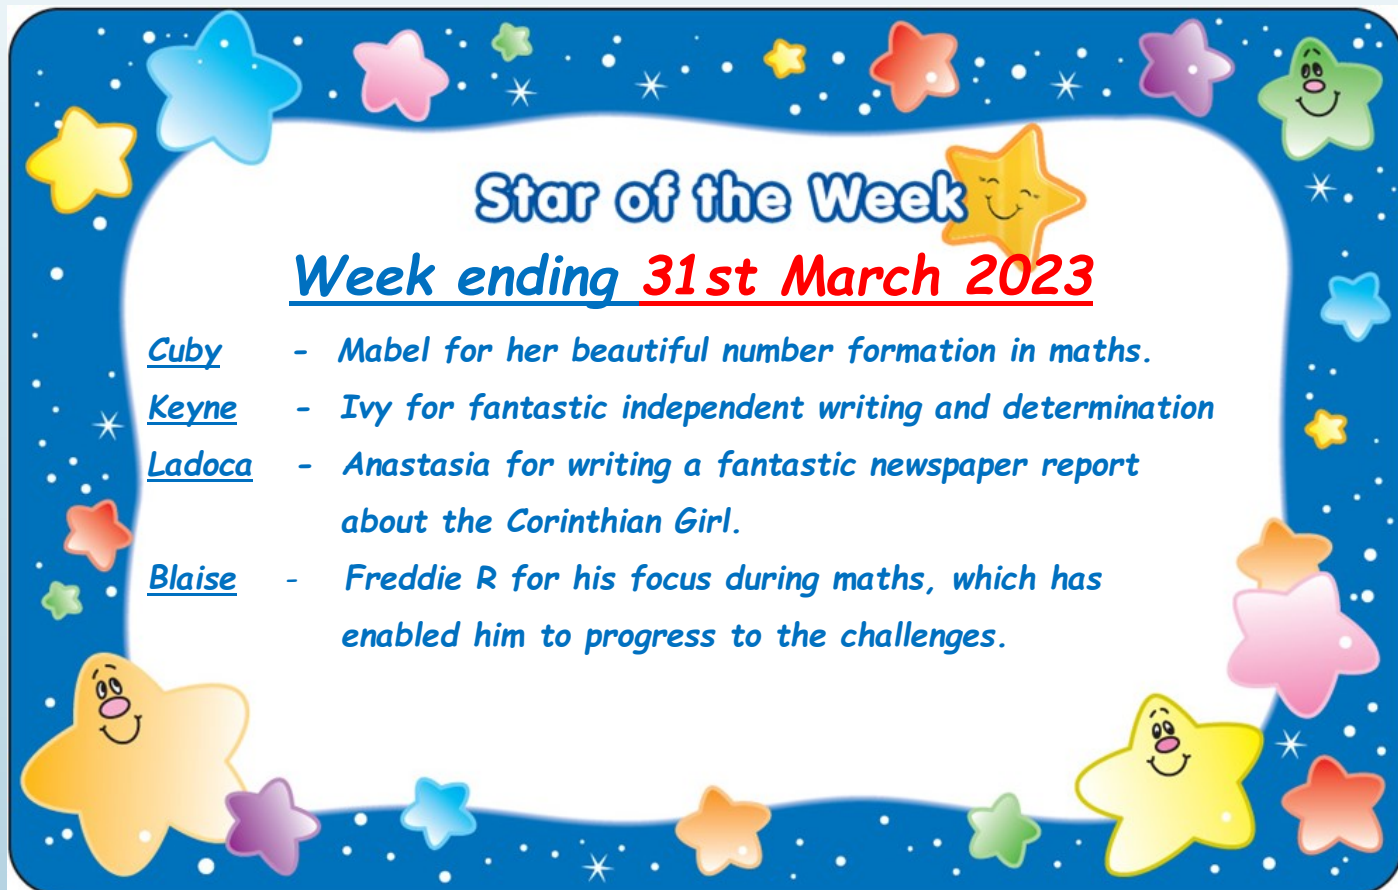 Star of the Week
Week ending 31st March 2023
Cuby - Mabel for her beautiful number formation in maths.
Keyne - Ivy for fantastic independent writing and determination
Ladoca - Anastasia for writing a fantastic newspaper report
about the Corinthian Girl.
Blaise - Freddie R for his focus during maths, which has
enabled him to progress to the challenges.